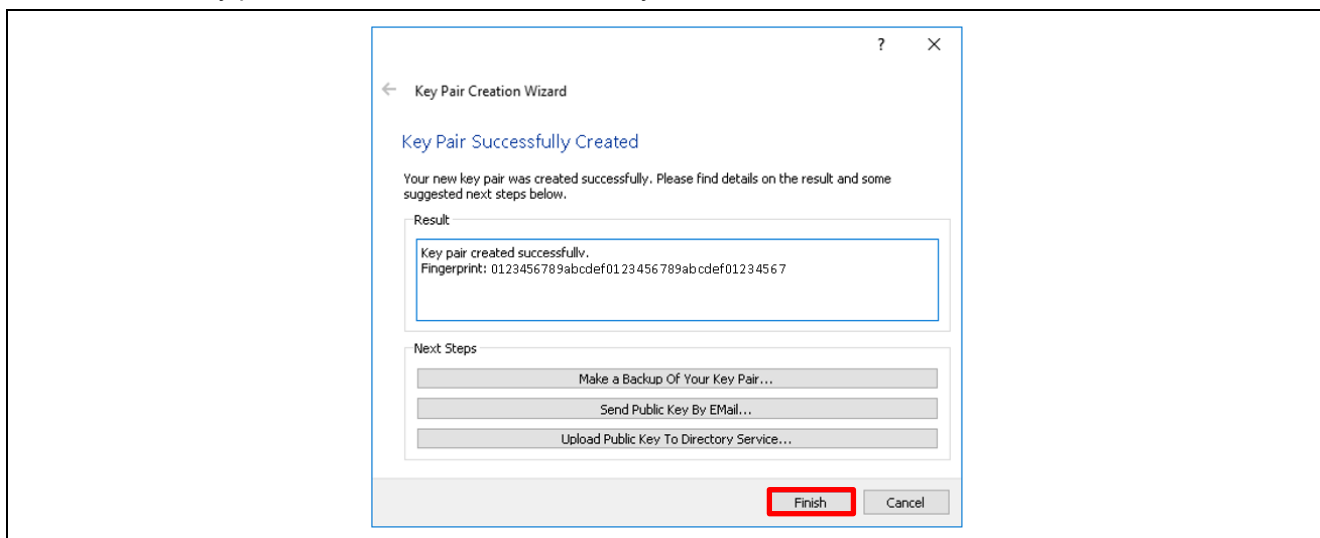 ?
Key Pair Creation Wizard
Key Pair Successfully Created
Your new key pair was created successfully. Please find details on the result and some
suggested next steps below.
Result
Key pair created successfully.
Fingerprint: 0123456789abcdef0123456789abcdef01234567
Next Steps
Make a Backup Of Your Key Pair...
Send Public Key By EMail...
Upload Public Key To Directory Service...
Finish Cancel